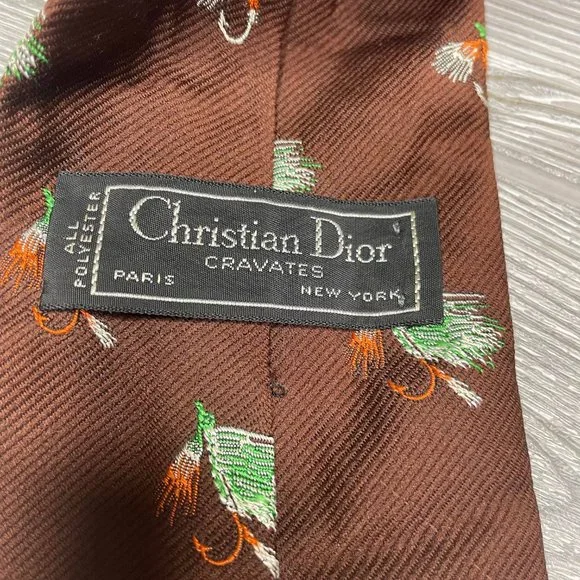 ALL
POLYESTER
Christian Dior
CRAVATES
PARIS NEW YORK